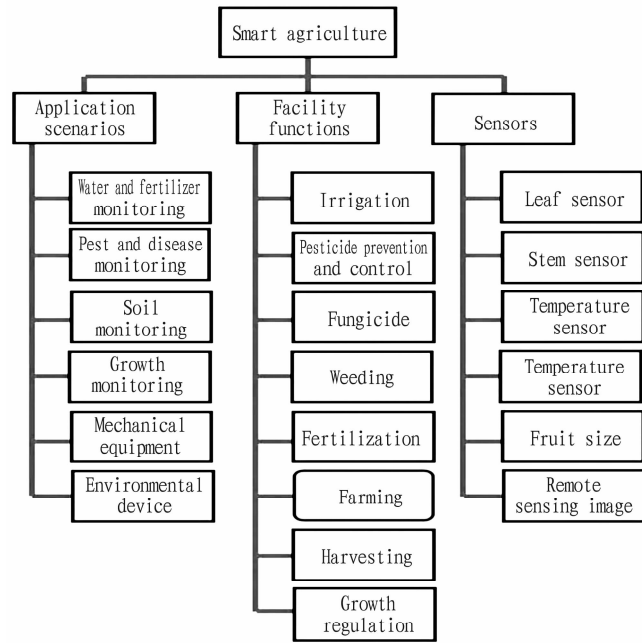 Smart agriculture
Application
scenarios
Water and fertilizer
monitoring
Pest and disease
monitoring
Soil
monitoring
Growth
monitoring
Mechanical
equipment
Environmental
device
Facility
functions
Irrigation
Pesticide prevention
and control
Fungicide
Weeding
Fertilization
Farming
Harvesting
Growth
regulation
Sensors
Leaf sensor
Stem sensor
Temperature
sensor
Temperature
sensor
Fruit size
Remote
sensing image